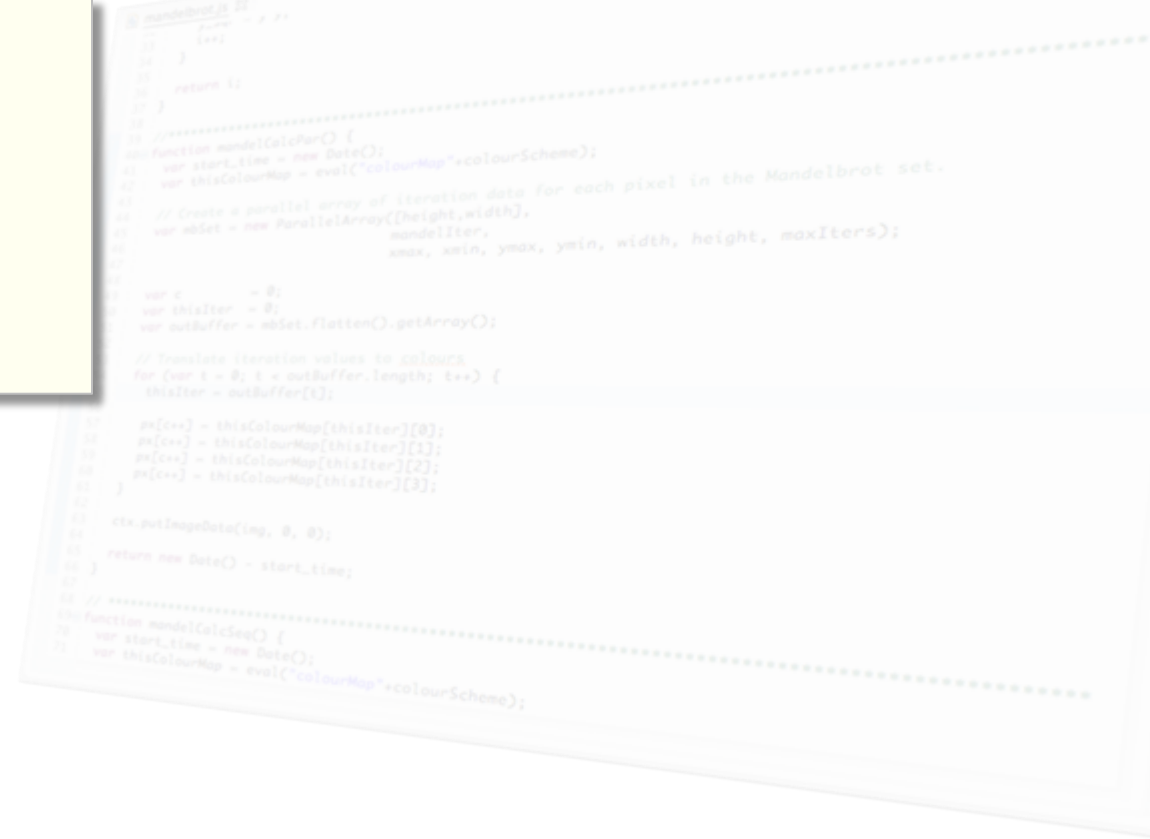 mandelbrot.js
i++;
}
return i;
}
//
function mandelCalcPar() {
var start_time = new Date();
var thisColourMap = eval("colourMap"+colourScheme);
// Create a parallel array of iteration data for each pixel in the Mandelbrot set.
var mbSet = new ParallelArray([height,width],
mandelIter,
xmax, xmin, ymax, ymin, width, height, maxIters);
var c = 0;
var thisIter = 0;
var outBuffer = mbSet.flatten().getArray();
// Translate iteration values to colours
for (var t = 0; t < outBuffer.length; t++) {
thisIter = outBuffer[t];
px[c++] = thisColourMap[thisIter][0];
px[c++] = thisColourMap[thisIter][1];
px[c++] = thisColourMap[thisIter][2];
px[c++] = thisColourMap[thisIter][3];
}
ctx.putImageData(img, 0, 0);
return new Date() - start_time;
}
//
function mandelCalcSeq() {
var start_time = new Date();
var thisColourMap = eval("colourMap"+colourScheme);